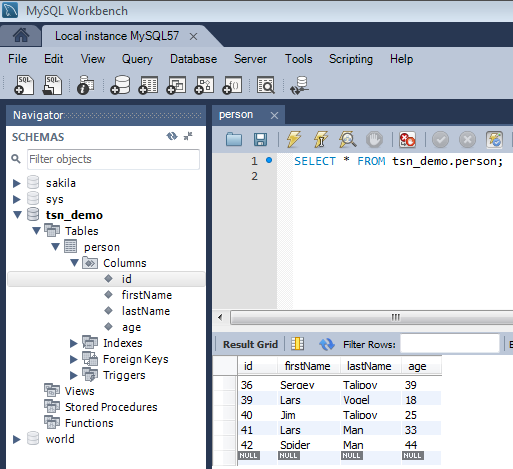 MySQL Workbench
Local instance MySQL57
File Edit View Query Database Server Tools Scripting Help
Navigator
SCHEMAS
Filter objects
sakila
sys
tsn_demo
Tables
person
Columns
id
firstName
lastName
age
Indexes
Foreign Keys
Triggers
Views
Stored Procedures
Functions
world
person
1 SELECT * FROM tsn_demo.person;
2
Result Grid Filter Rows:
id firstName lastName age
36 Sergey Talipov 39
39 Lars Vogel 18
40 Jim Talipov 25
41 Lars Man 33
42 Spider Man 44
NULL NULL NULL NULL